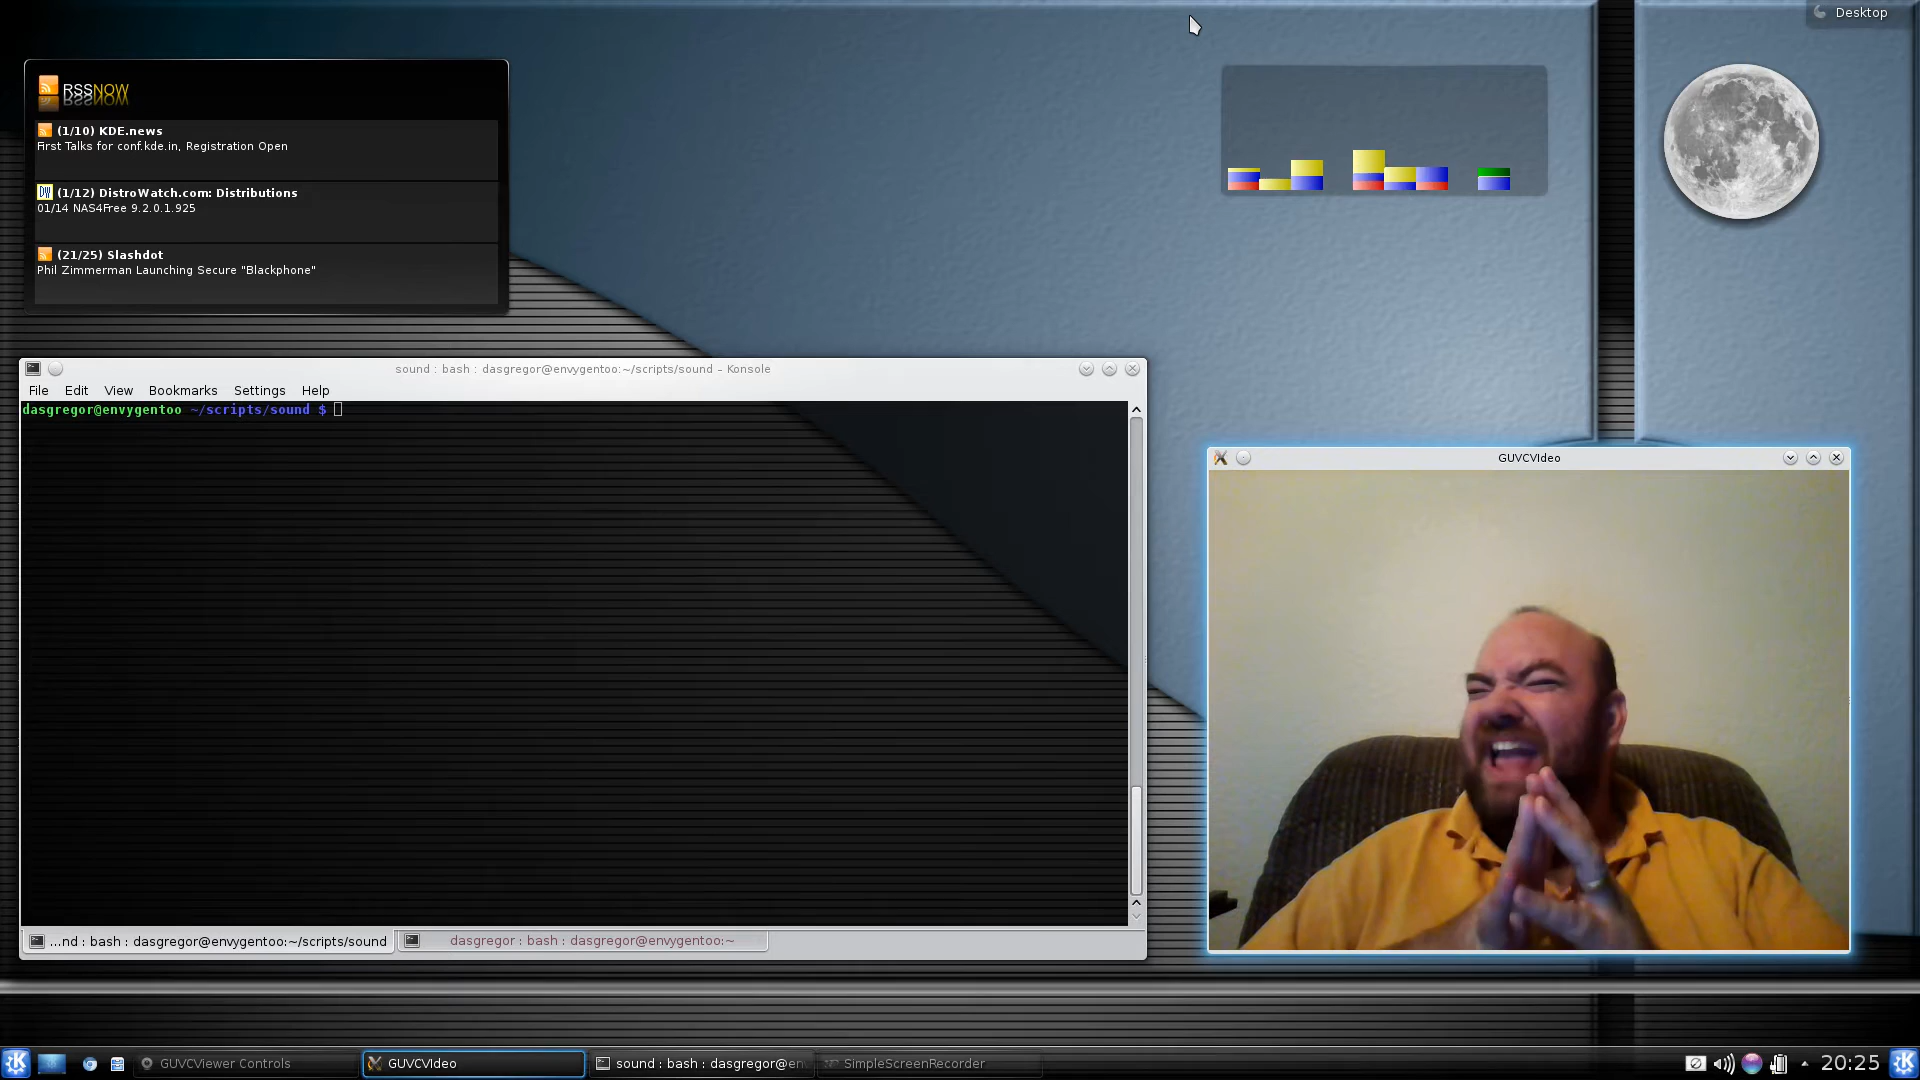 Desktop
RSSNOW
(1/10) KDE.news
First Talks for conf.kde.in, Registration Open
DW (1/12) DistroWatch.com: Distributions
01/14 NAS4Free 9.2.0.1.925
(21/25) Slashdot
Phil Zimmerman Launching Secure "Blackphone"
sound : bash : dasgregor@envygentoo:~/scripts/sound – Konsole
File Edit View Bookmarks Settings Help
dasgregor@envygentoo ~/scripts/sound $
GUVCVIdeo
...nd : bash : dasgregor@envygentoo:~/scripts/sound
dasgregor : bash : dasgregor@envygentoo:~
GUVCViewer Controls
GUVCVIdeo
sound : bash : dasgregor@en
SimpleScreenRecorder
20:25